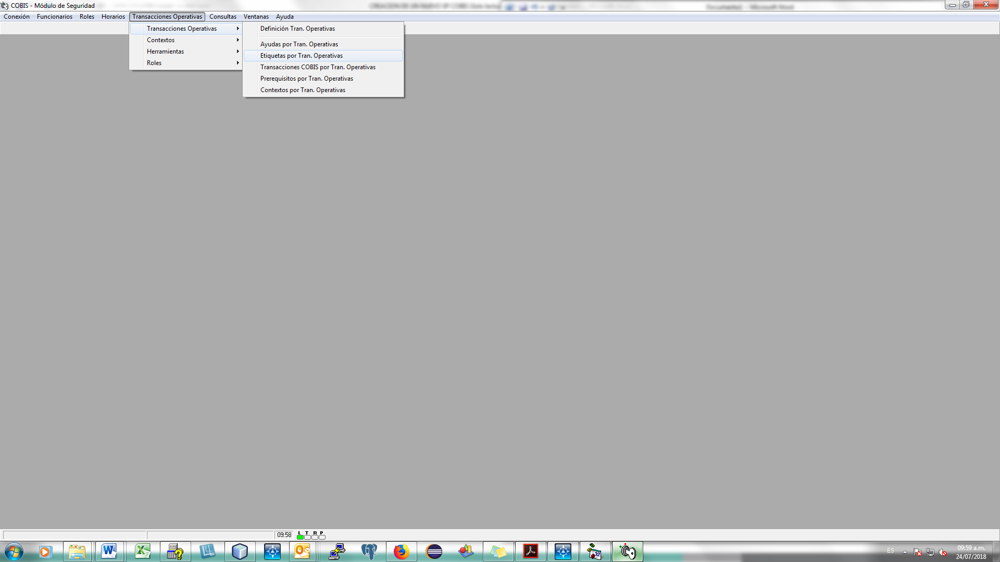 COBIS - Módulo de Seguridad
Conexión Funcionarios Roles Horarios Transacciones Operativas Consultas Ventanas Ayuda
Transacciones Operativas
Contextos
Herramientas
Roles
Definición Tran. Operativas
Ayudas por Tran. Operativas
Etiquetas por Tran. Operativas
Transacciones COBIS por Tran. Operativas
Prerequisitos por Tran. Operativas
Contextos por Tran. Operativas
09:58 L T R P
ES
09:59 a.m.
24/07/2018